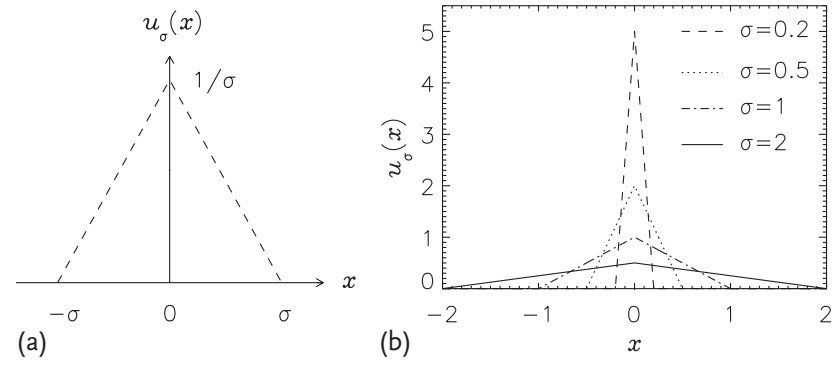 u_σ(x)
1/σ
x
−σ 0 σ
(a)
u_σ(x)
5
4
3
2
1
0
σ=0.2
σ=0.5
σ=1
σ=2
−2 −1 0 1 2
x
(b)